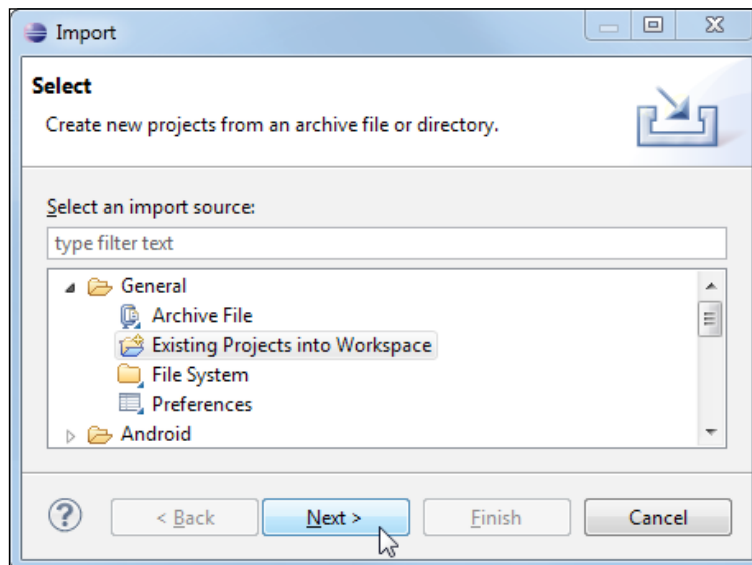 Import
Select
Create new projects from an archive file or directory.
Select an import source:
type filter text
General
Archive File
Existing Projects into Workspace
File System
Preferences
Android
?
< Back
Next >
Finish
Cancel